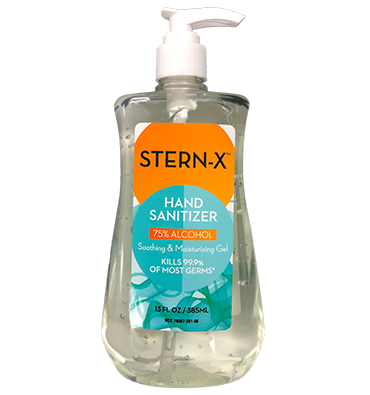 STERN-X™
HAND
SANITIZER
75% ALCOHOL
Soothing & Moisturizing Gel
KILLS 99.9%
OF MOST GERMS*
13 FL OZ / 385ML